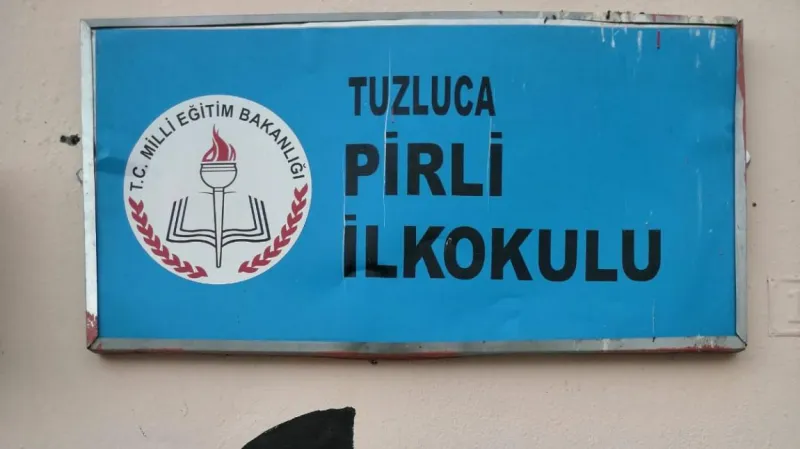 T.C. MİLLİ EĞİTİM BAKANLIĞI
TUZLUCA
PİRLİ
İLKOKULU